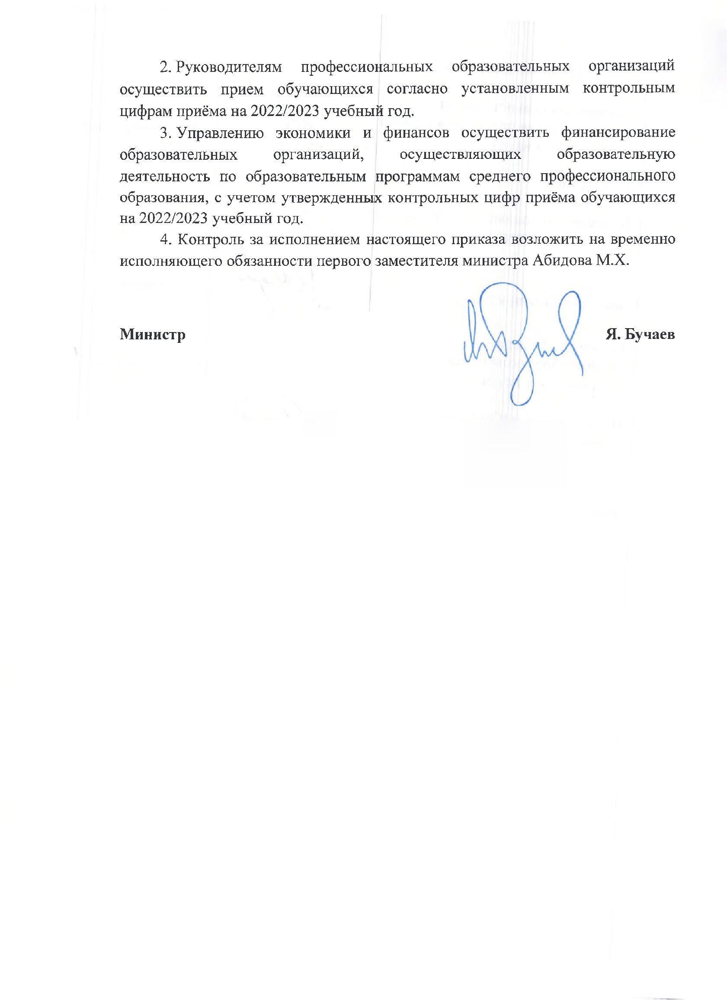 2. Руководителям профессиональных образовательных организаций
осуществить прием обучающихся согласно установленным контрольным
цифрам приёма на 2022/2023 учебный год.
3. Управлению экономики и финансов осуществить финансирование
образовательных организаций, осуществляющих образовательную
деятельность по образовательным программам среднего профессионального
образования, с учетом утвержденных контрольных цифр приёма обучающихся
на 2022/2023 учебный год.
4. Контроль за исполнением настоящего приказа возложить на временно
исполняющего обязанности первого заместителя министра Абидова М.Х.
Министр Я. Бучаев